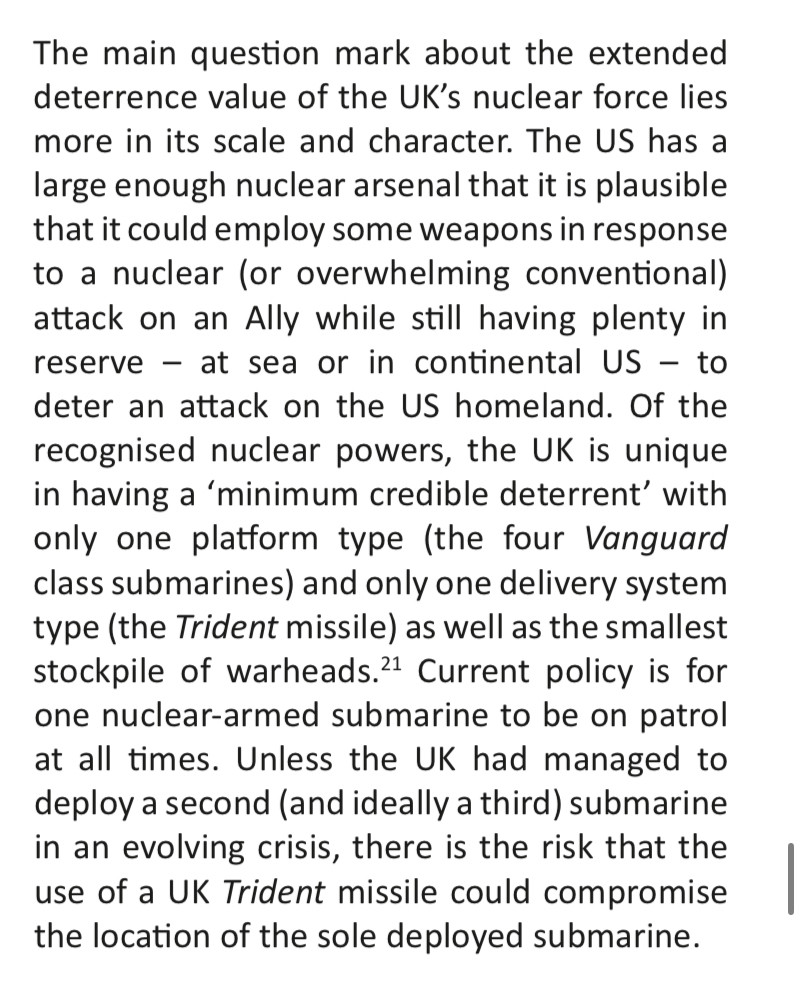 The main question mark about the extended
deterrence value of the UK’s nuclear force lies
more in its scale and character. The US has a
large enough nuclear arsenal that it is plausible
that it could employ some weapons in response
to a nuclear (or overwhelming conventional)
attack on an Ally while still having plenty in
reserve – at sea or in continental US – to
deter an attack on the US homeland. Of the
recognised nuclear powers, the UK is unique
in having a ‘minimum credible deterrent’ with
only one platform type (the four Vanguard
class submarines) and only one delivery system
type (the Trident missile) as well as the smallest
stockpile of warheads.²¹ Current policy is for
one nuclear-armed submarine to be on patrol
at all times. Unless the UK had managed to
deploy a second (and ideally a third) submarine
in an evolving crisis, there is the risk that the
use of a UK Trident missile could compromise
the location of the sole deployed submarine.